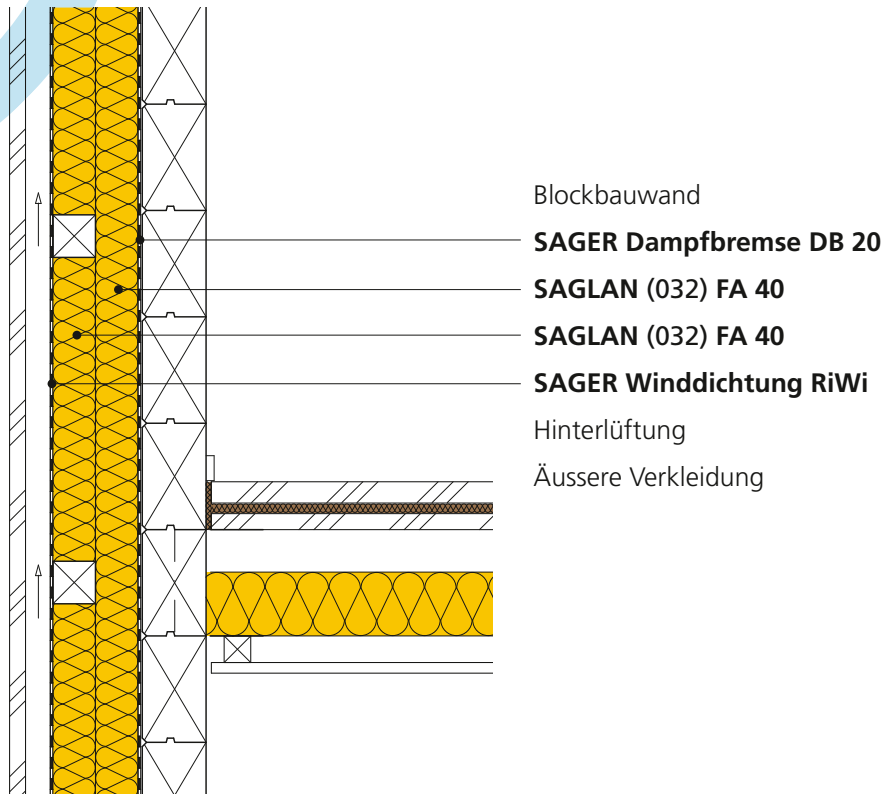 Blockbauwand
SAGER Dampfbremse DB 20
SAGLAN (032) FA 40
SAGLAN (032) FA 40
SAGER Winddichtung RiWi
Hinterlüftung
Äussere Verkleidung